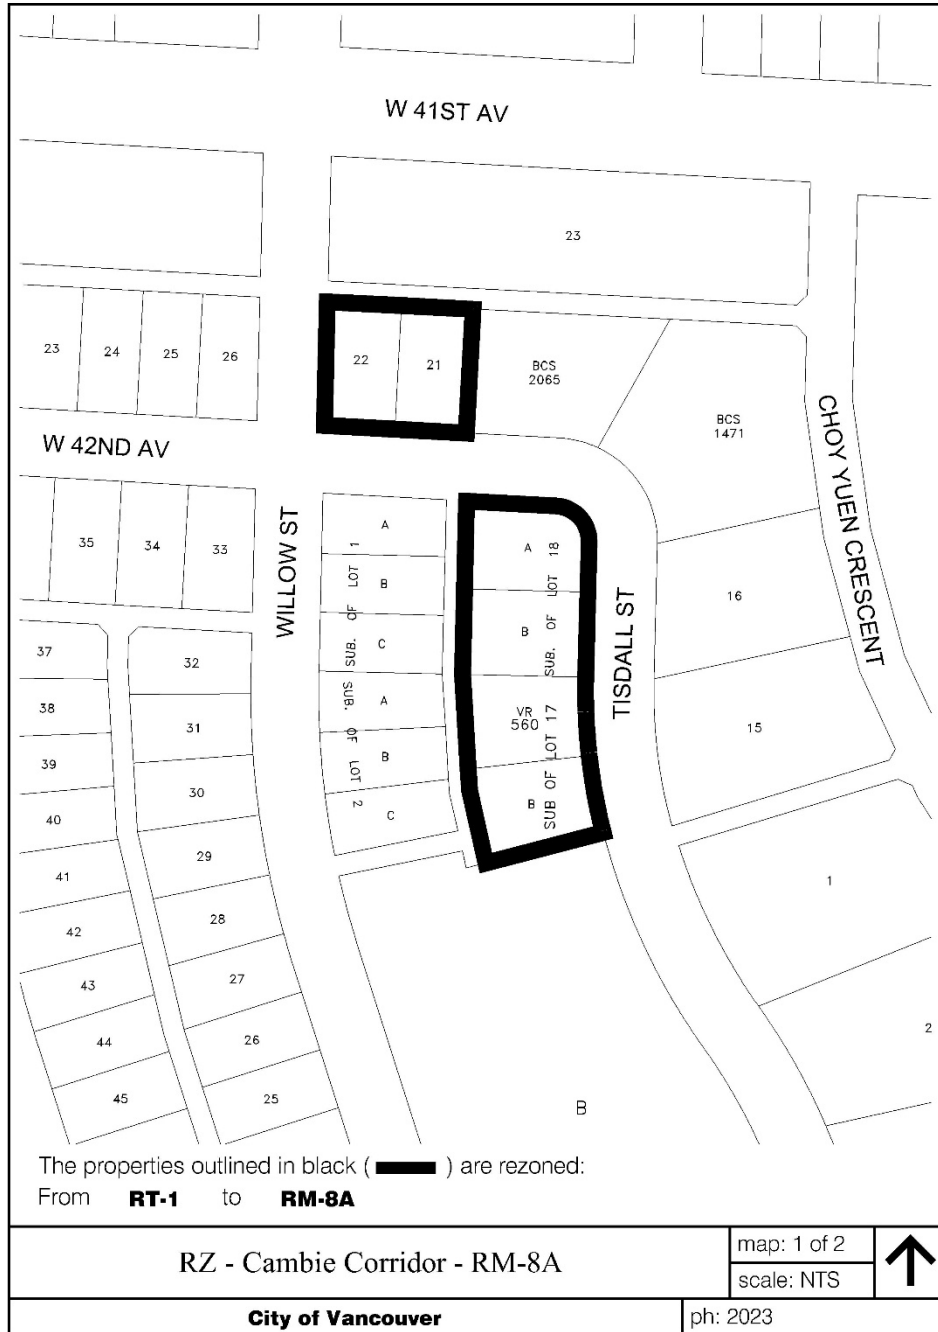 W 41ST AV
23
23
24
25
26
22
21
BCS
2065
BCS
1471
CHOY YUEN CRESCENT
W 42ND AV
35
34
33
WILLOW ST
A
B
C
SUB. OF LOT 1
A
B
C
SUB. OF LOT 2
A
B
SUB. OF LOT 18
VR
560
B
SUB OF LOT 17
TISDALL ST
16
15
37
38
39
40
41
42
43
44
45
32
31
30
29
28
27
26
25
1
2
B
The properties outlined in black ( ) are rezoned:
From RT-1 to RM-8A
RZ - Cambie Corridor - RM-8A
map: 1 of 2
scale: NTS
City of Vancouver
ph: 2023